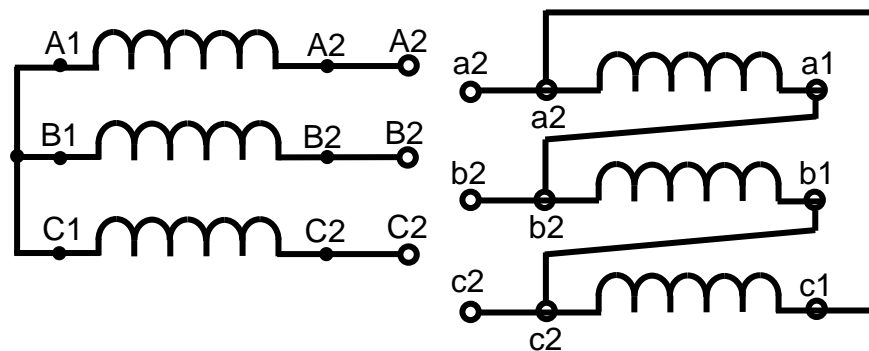 A1 A2 A2
B1 B2 B2
C1 C2 C2
a2 a1
a2
b2 b1
b2
c2 c1
c2